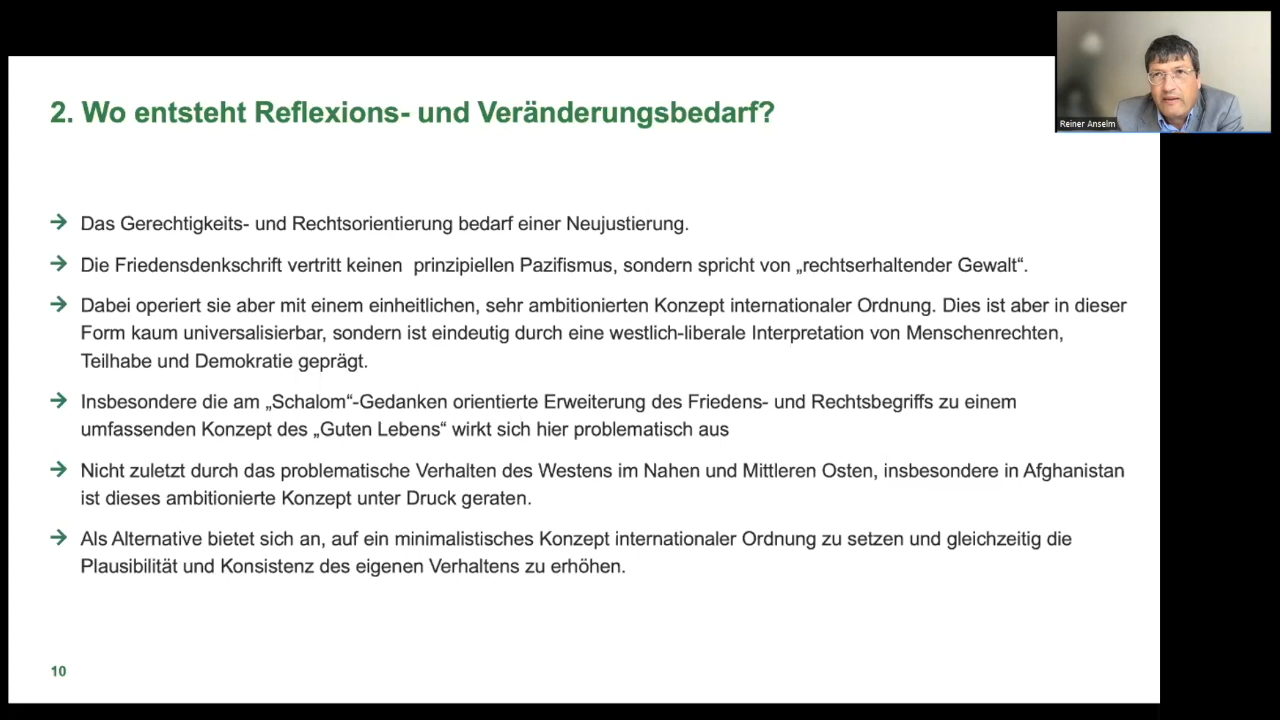 Reiner Anselm
2. Wo entsteht Reflexions- und Veränderungsbedarf?
→ Das Gerechtigkeits- und Rechtsorientierung bedarf einer Neujustierung.
→ Die Friedensdenkschrift vertritt keinen  prinzipiellen Pazifismus, sondern spricht von „rechtserhaltender Gewalt“.
→ Dabei operiert sie aber mit einem einheitlichen, sehr ambitionierten Konzept internationaler Ordnung. Dies ist aber in dieser
Form kaum universalisierbar, sondern ist eindeutig durch eine westlich-liberale Interpretation von Menschenrechten,
Teilhabe und Demokratie geprägt.
→ Insbesondere die am „Schalom“-Gedanken orientierte Erweiterung des Friedens- und Rechtsbegriffs zu einem
umfassenden Konzept des „Guten Lebens“ wirkt sich hier problematisch aus
→ Nicht zuletzt durch das problematische Verhalten des Westens im Nahen und Mittleren Osten, insbesondere in Afghanistan
ist dieses ambitionierte Konzept unter Druck geraten.
→ Als Alternative bietet sich an, auf ein minimalistisches Konzept internationaler Ordnung zu setzen und gleichzeitig die
Plausibilität und Konsistenz des eigenen Verhaltens zu erhöhen.
10